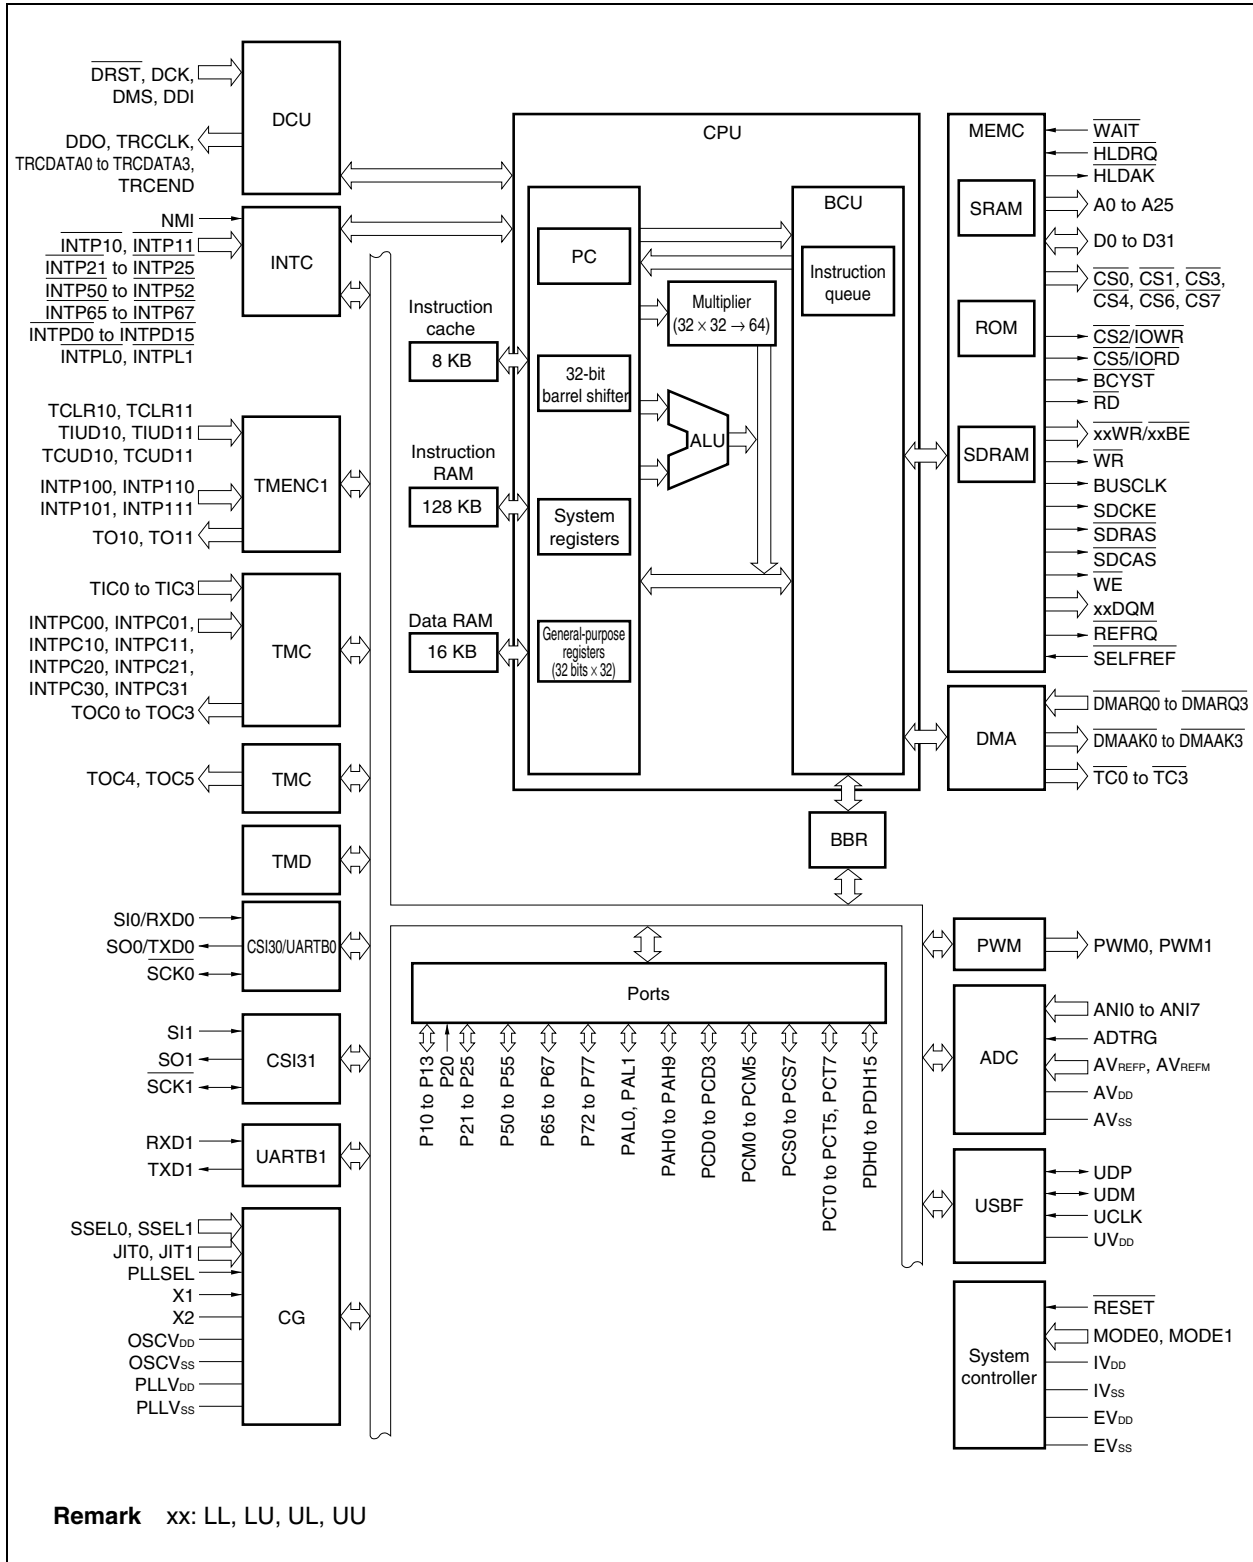 DRST, DCK,
DMS, DDI
DDO, TRCCLK,
TRCDATA0 to TRCDATA3,
TRCEND
DCU
NMI
INTP10, INTP11
INTP21 to INTP25
INTP50 to INTP52
INTP65 to INTP67
INTPD0 to INTPD15
INTPL0, INTPL1
INTC
TCLR10, TCLR11
TIUD10, TIUD11
TCUD10, TCUD11
INTP100, INTP110
INTP101, INTP111
TO10, TO11
TMENC1
TIC0 to TIC3
INTPC00, INTPC01,
INTPC10, INTPC11,
INTPC20, INTPC21,
INTPC30, INTPC31
TOC0 to TOC3
TMC
TOC4, TOC5
TMC
TMD
SI0/RXD0
SO0/TXD0
SCK0
CSI30/UARTB0
SI1
SO1
SCK1
CSI31
RXD1
TXD1
UARTB1
SSEL0, SSEL1
JIT0, JIT1
PLLSEL
X1
X2
OSCVDD
OSCVSS
PLLVDD
PLLVSS
CG
Instruction
cache
8 KB
Instruction
RAM
128 KB
Data RAM
16 KB
CPU
PC
32-bit
barrel shifter
System
registers
General-purpose
registers
(32 bits × 32)
Multiplier
(32 × 32 → 64)
ALU
BCU
Instruction
queue
BBR
Ports
P10 to P13
P20
P21 to P25
P50 to P55
P65 to P67
P72 to P77
PAL0, PAL1
PAH0 to PAH9
PCD0 to PCD3
PCM0 to PCM5
PCS0 to PCS7
PCT0 to PCT5, PCT7
PDH0 to PDH15
MEMC
SRAM
ROM
SDRAM
WAIT
HLDRQ
HLDAK
A0 to A25
D0 to D31
CS0, CS1, CS3,
CS4, CS6, CS7
CS2/IOWR
CS5/IORD
BCYST
RD
xxWR/xxBE
WR
BUSCLK
SDCKE
SDRAS
SDCAS
WE
xxDQM
REFRQ
SELFREF
DMA
DMARQ0 to DMARQ3
DMAAK0 to DMAAK3
TC0 to TC3
PWM
PWM0, PWM1
ADC
ANI0 to ANI7
ADTRG
AVREFP, AVREFM
AVDD
AVSS
USBF
UDP
UDM
UCLK
UVDD
System
controller
RESET
MODE0, MODE1
IVDD
IVSS
EVDD
EVSS
Remark xx: LL, LU, UL, UU